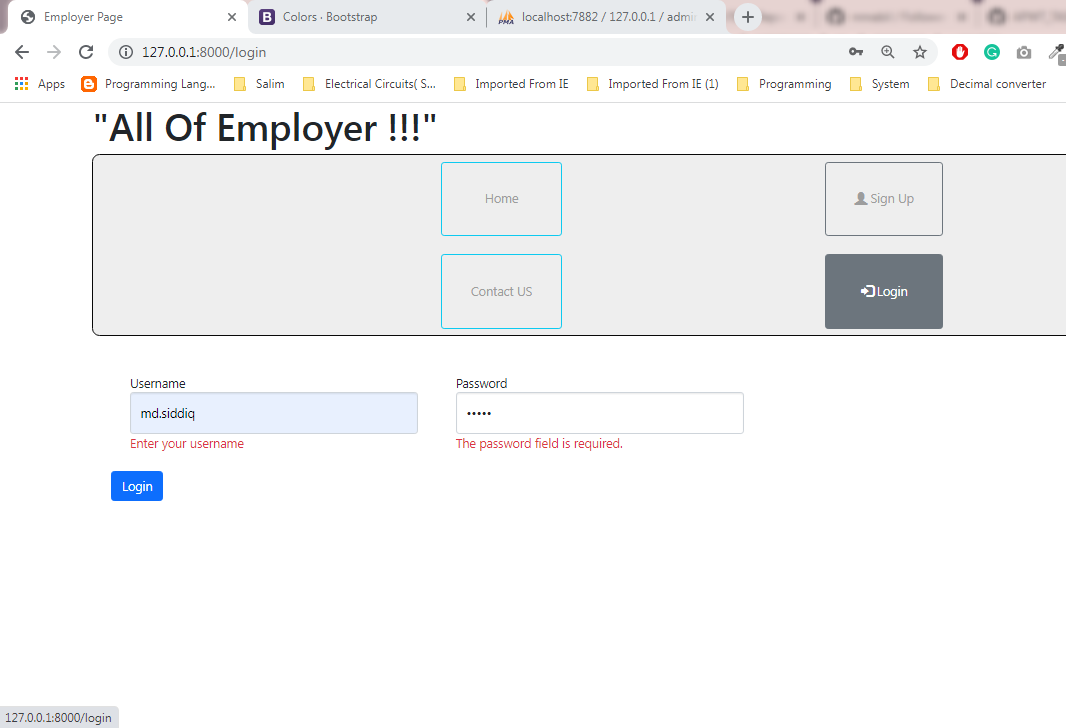 Employer Page
Colors · Bootstrap
localhost:7882 / 127.0.0.1 / admi
127.0.0.1:8000/login
Apps
Programming Lang...
Salim
Electrical Circuits( S...
Imported From IE
Imported From IE (1)
Programming
System
Decimal converter
"All Of Employer !!!"
Home
Sign Up
Contact US
Login
Username
Password
md.siddiq
•••••
Enter your username
The password field is required.
Login
127.0.0.1:8000/login